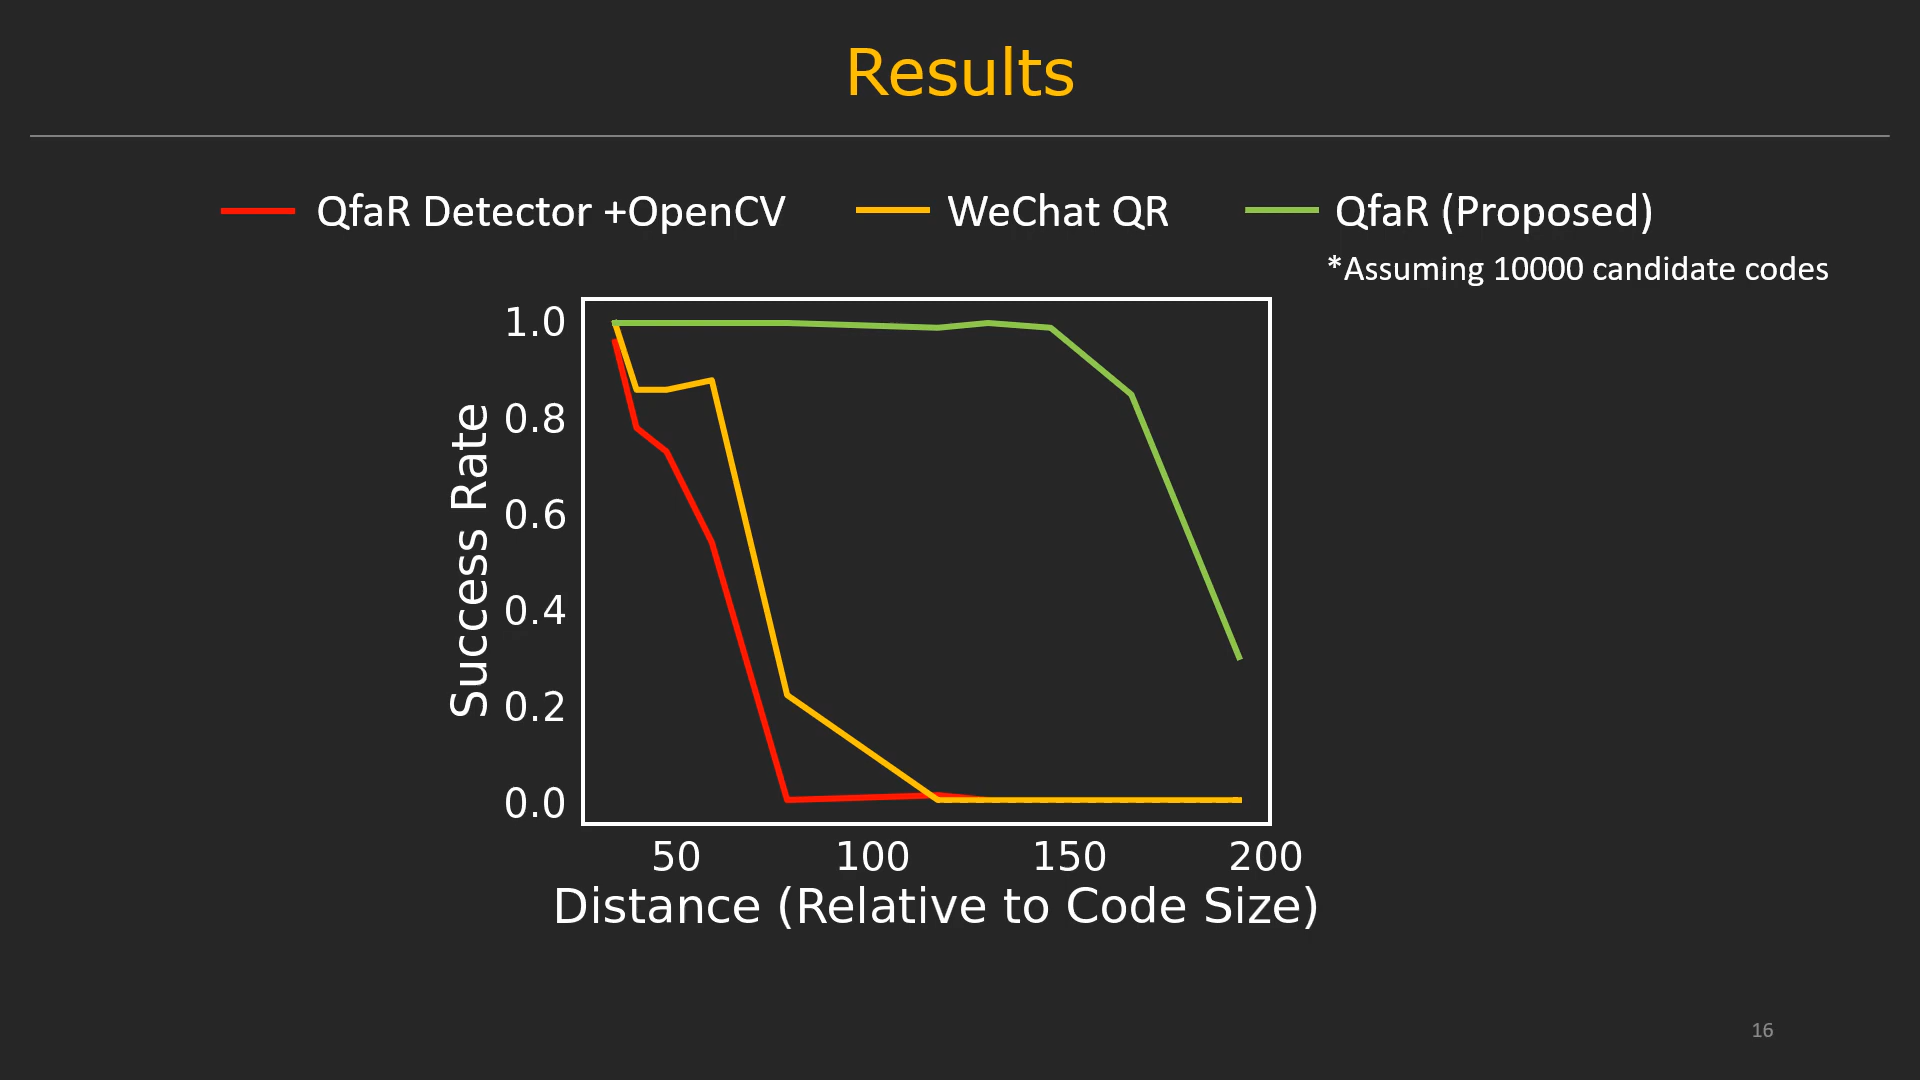 Results
QfaR Detector +OpenCV
WeChat QR
QfaR (Proposed)
*Assuming 10000 candidate codes
Success Rate
1.0
0.8
0.6
0.4
0.2
0.0
50 100 150 200
Distance (Relative to Code Size)
16